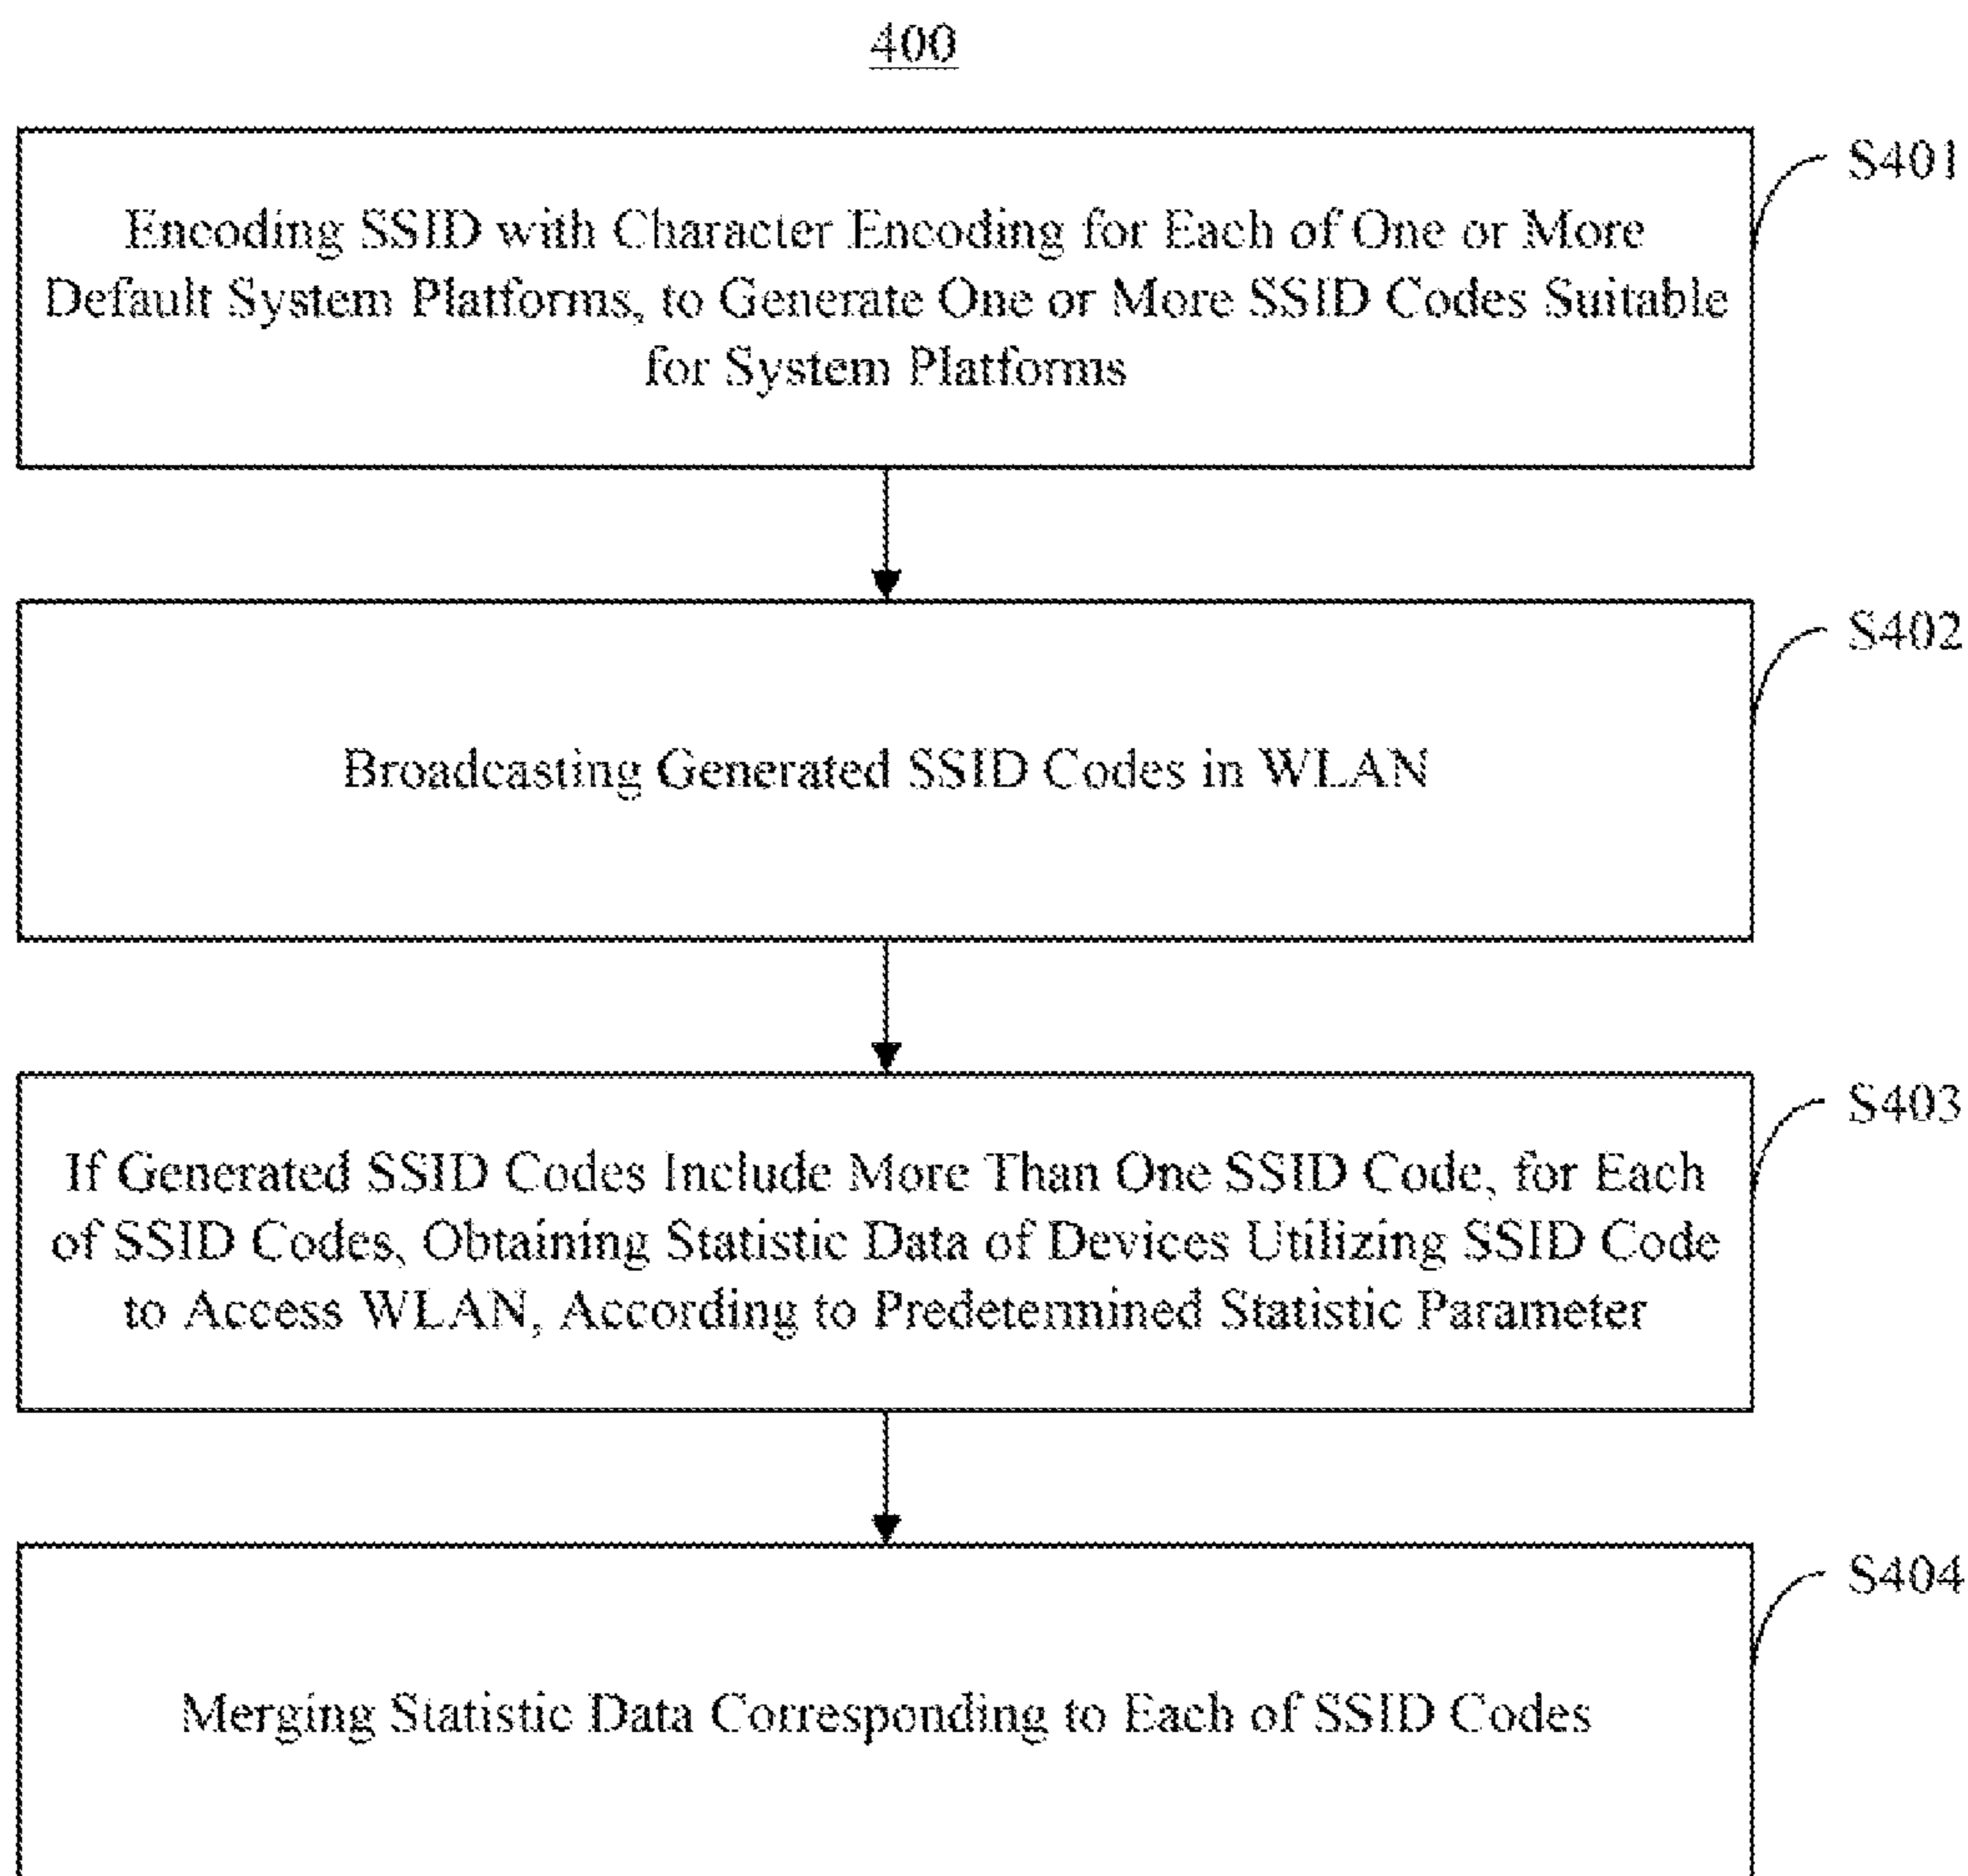 400
S401
Encoding SSID with Character Encoding for Each of One or More
Default System Platforms, to Generate One or More SSID Codes Suitable
for System Platforms
S402
Broadcasting Generated SSID Codes in WLAN
S403
If Generated SSID Codes Include More Than One SSID Code, for Each
of SSID Codes, Obtaining Statistic Data of Devices Utilizing SSID Code
to Access WLAN, According to Predetermined Statistic Parameter
S404
Merging Statistic Data Corresponding to Each of SSID Codes